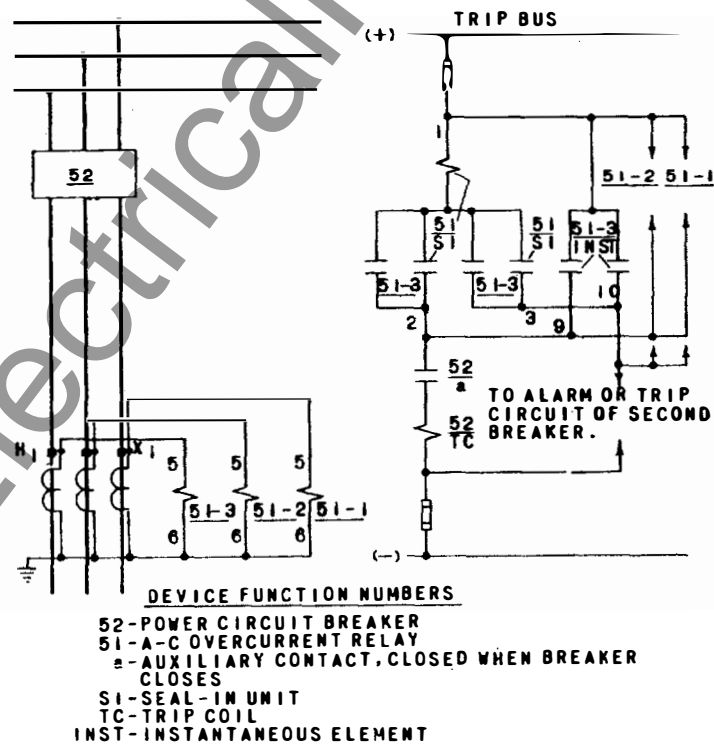 TRIP BUS
(+)
1
52
51-2 51-1
51
SI
51
SI
51-3
INST
51-3
51-3
10
2
3
9
52
a
TO ALARM OR TRIP
CIRCUIT OF SECOND
BREAKER.
52
TC
H1
X1
5 5 5
51-3 51-2 51-1
6 6 6
(-)
DEVICE FUNCTION NUMBERS
52-POWER CIRCUIT BREAKER
51-A-C OVERCURRENT RELAY
a-AUXILIARY CONTACT, CLOSED WHEN BREAKER
CLOSES
SI-SEAL-IN UNIT
TC-TRIP COIL
INST-INSTANTANEOUS ELEMENT
Electrical